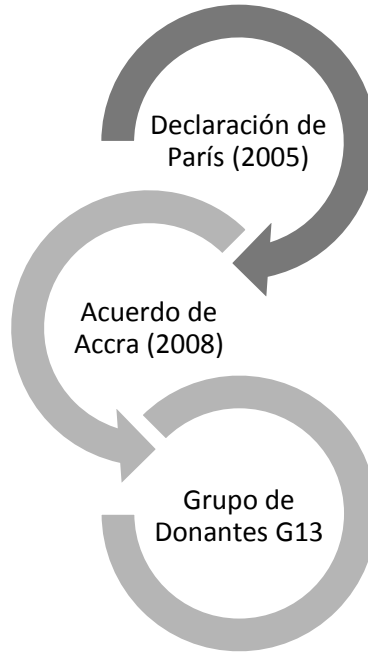 Declaración de
París (2005)
Acuerdo de
Accra (2008)
Grupo de
Donantes G13